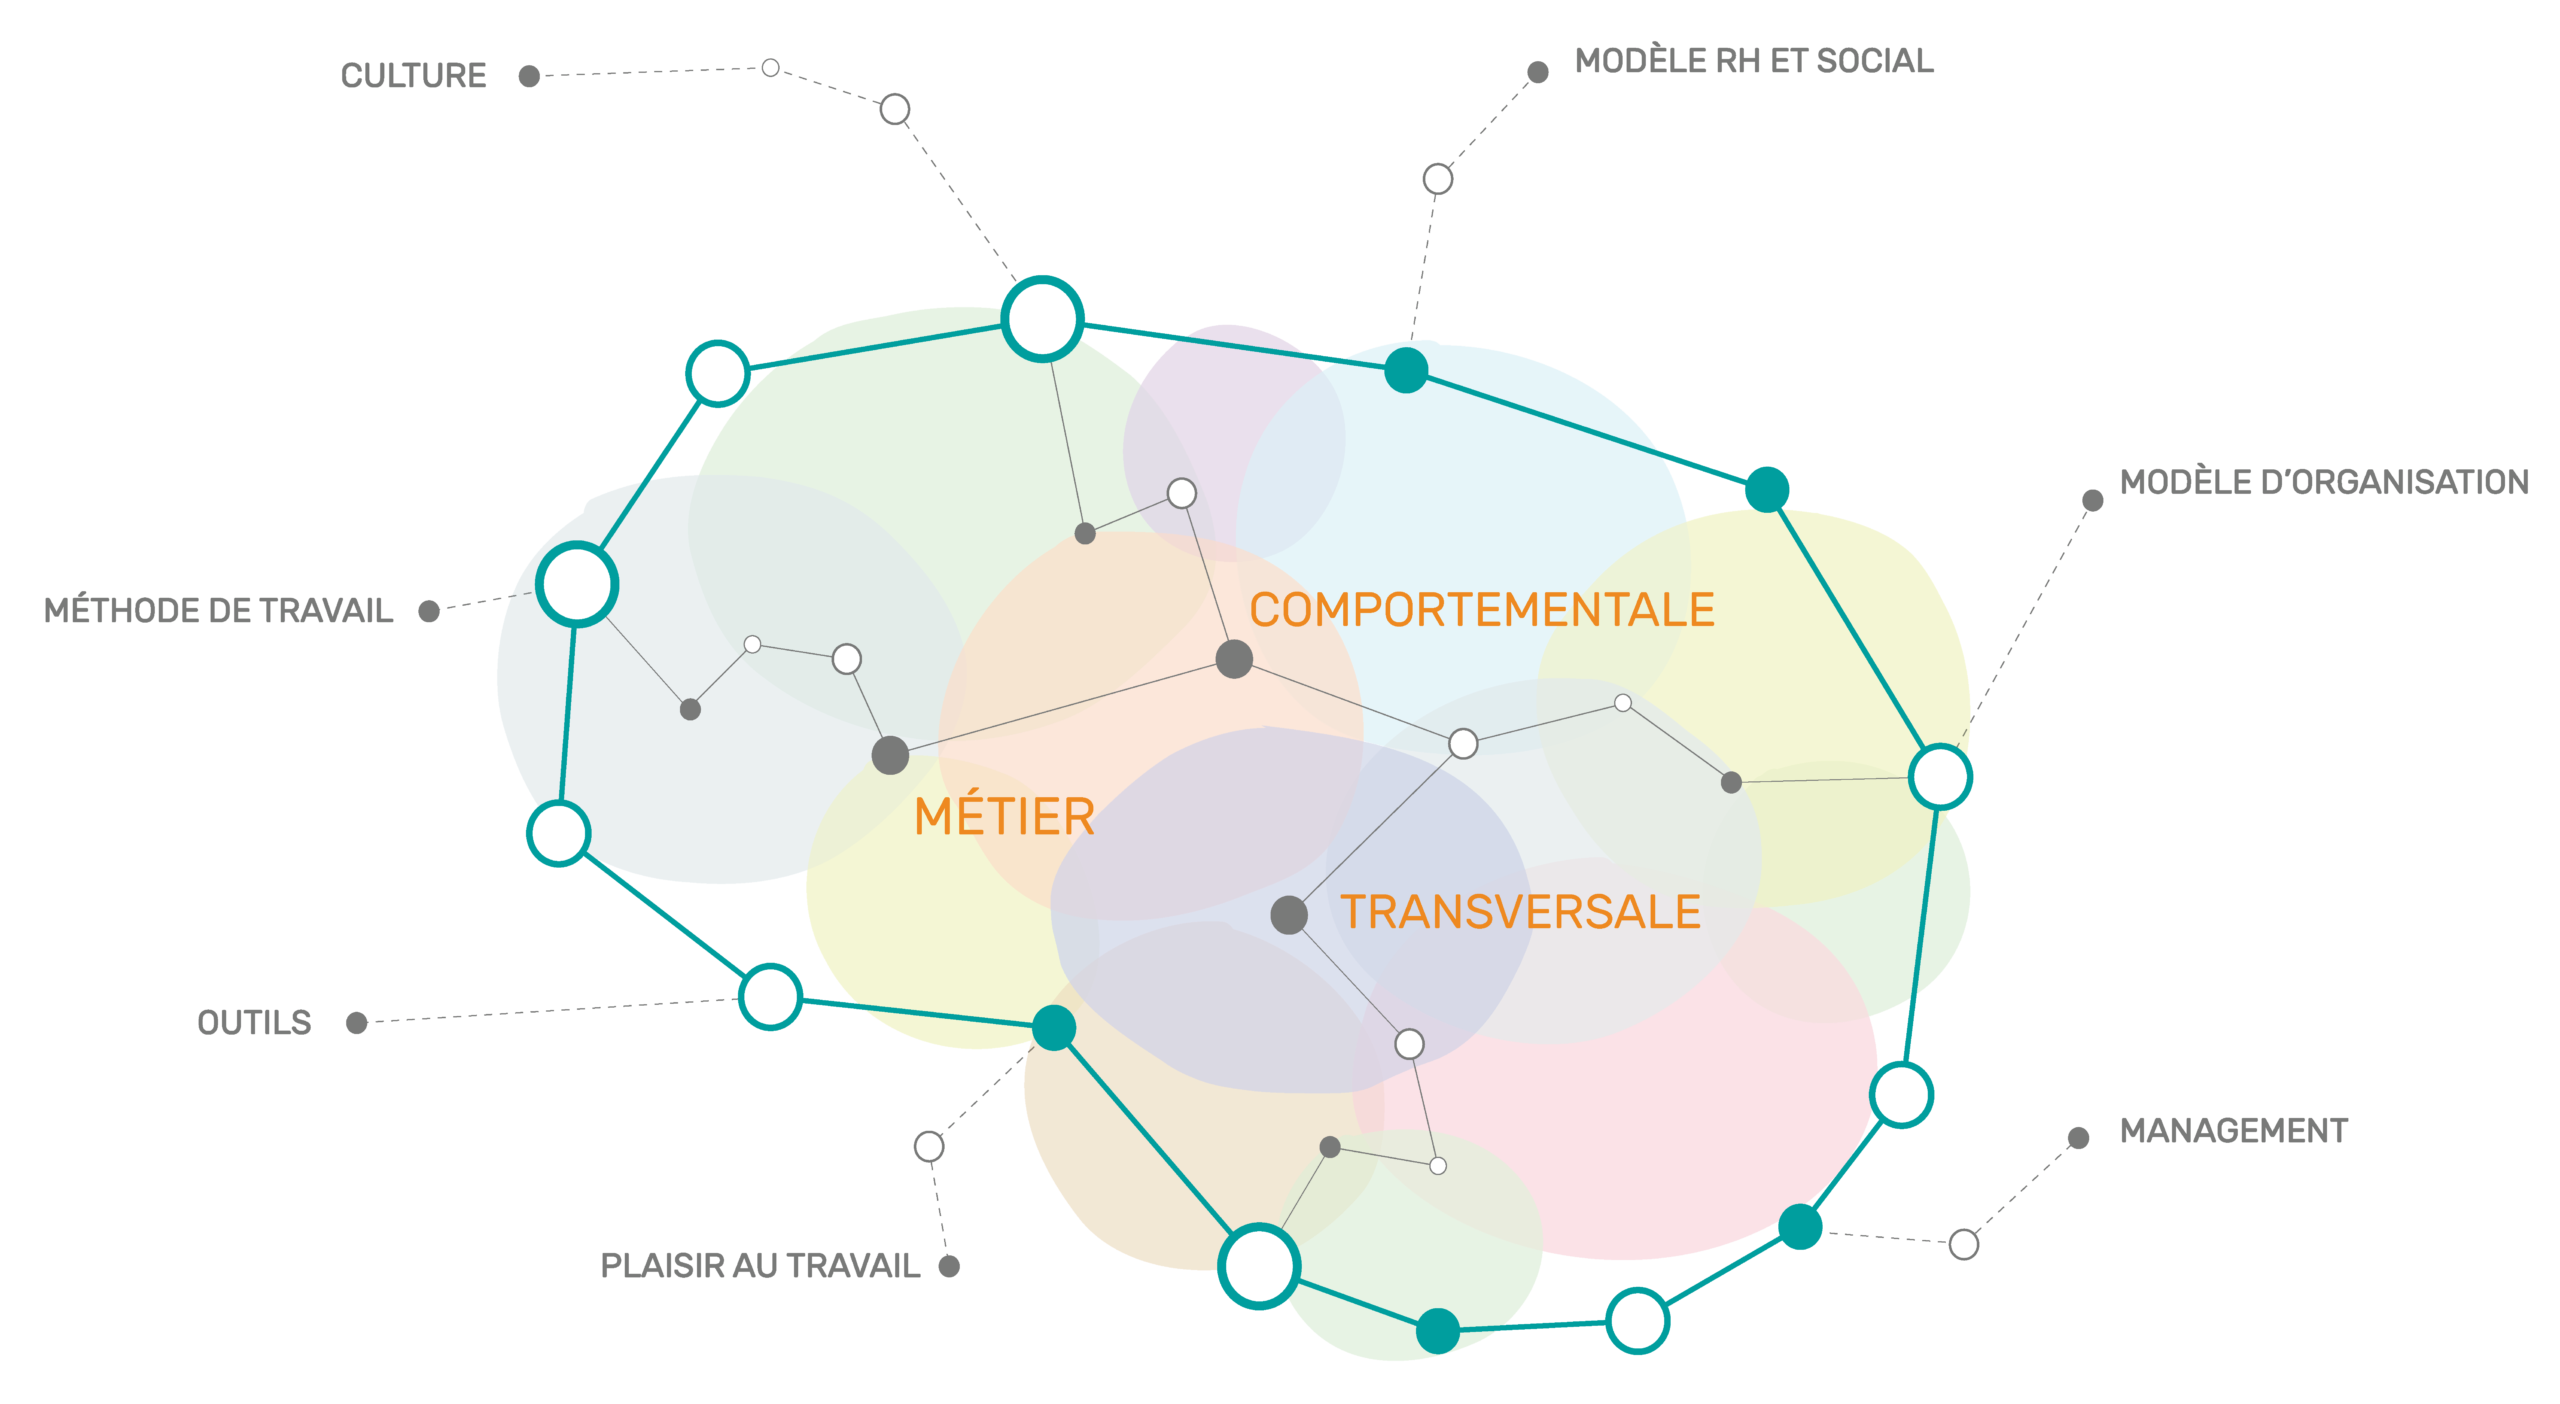 CULTURE
MODÈLE RH ET SOCIAL
MODÈLE D'ORGANISATION
MÉTHODE DE TRAVAIL
COMPORTEMENTALE
MÉTIER
TRANSVERSALE
OUTILS
MANAGEMENT
PLAISIR AU TRAVAIL